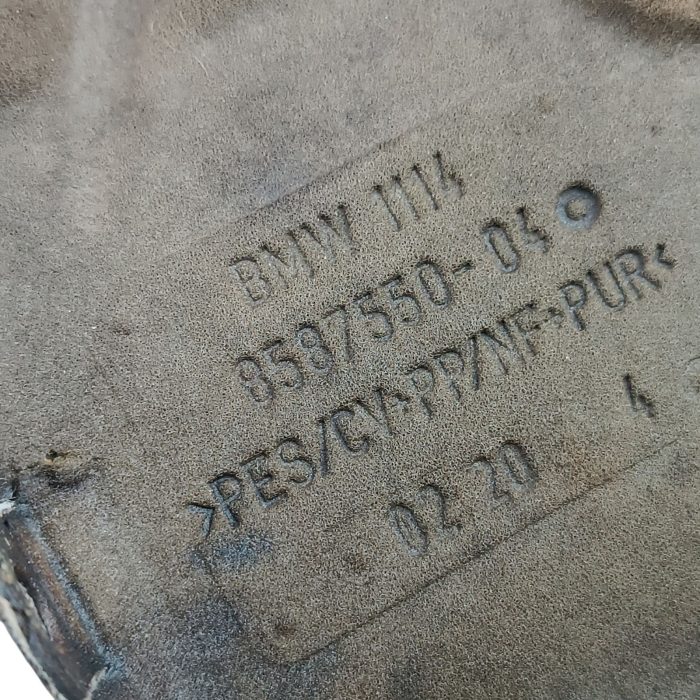 BMW 1114
8587550-04
>PES/CV+PP/NF+PUR<
4
02 20